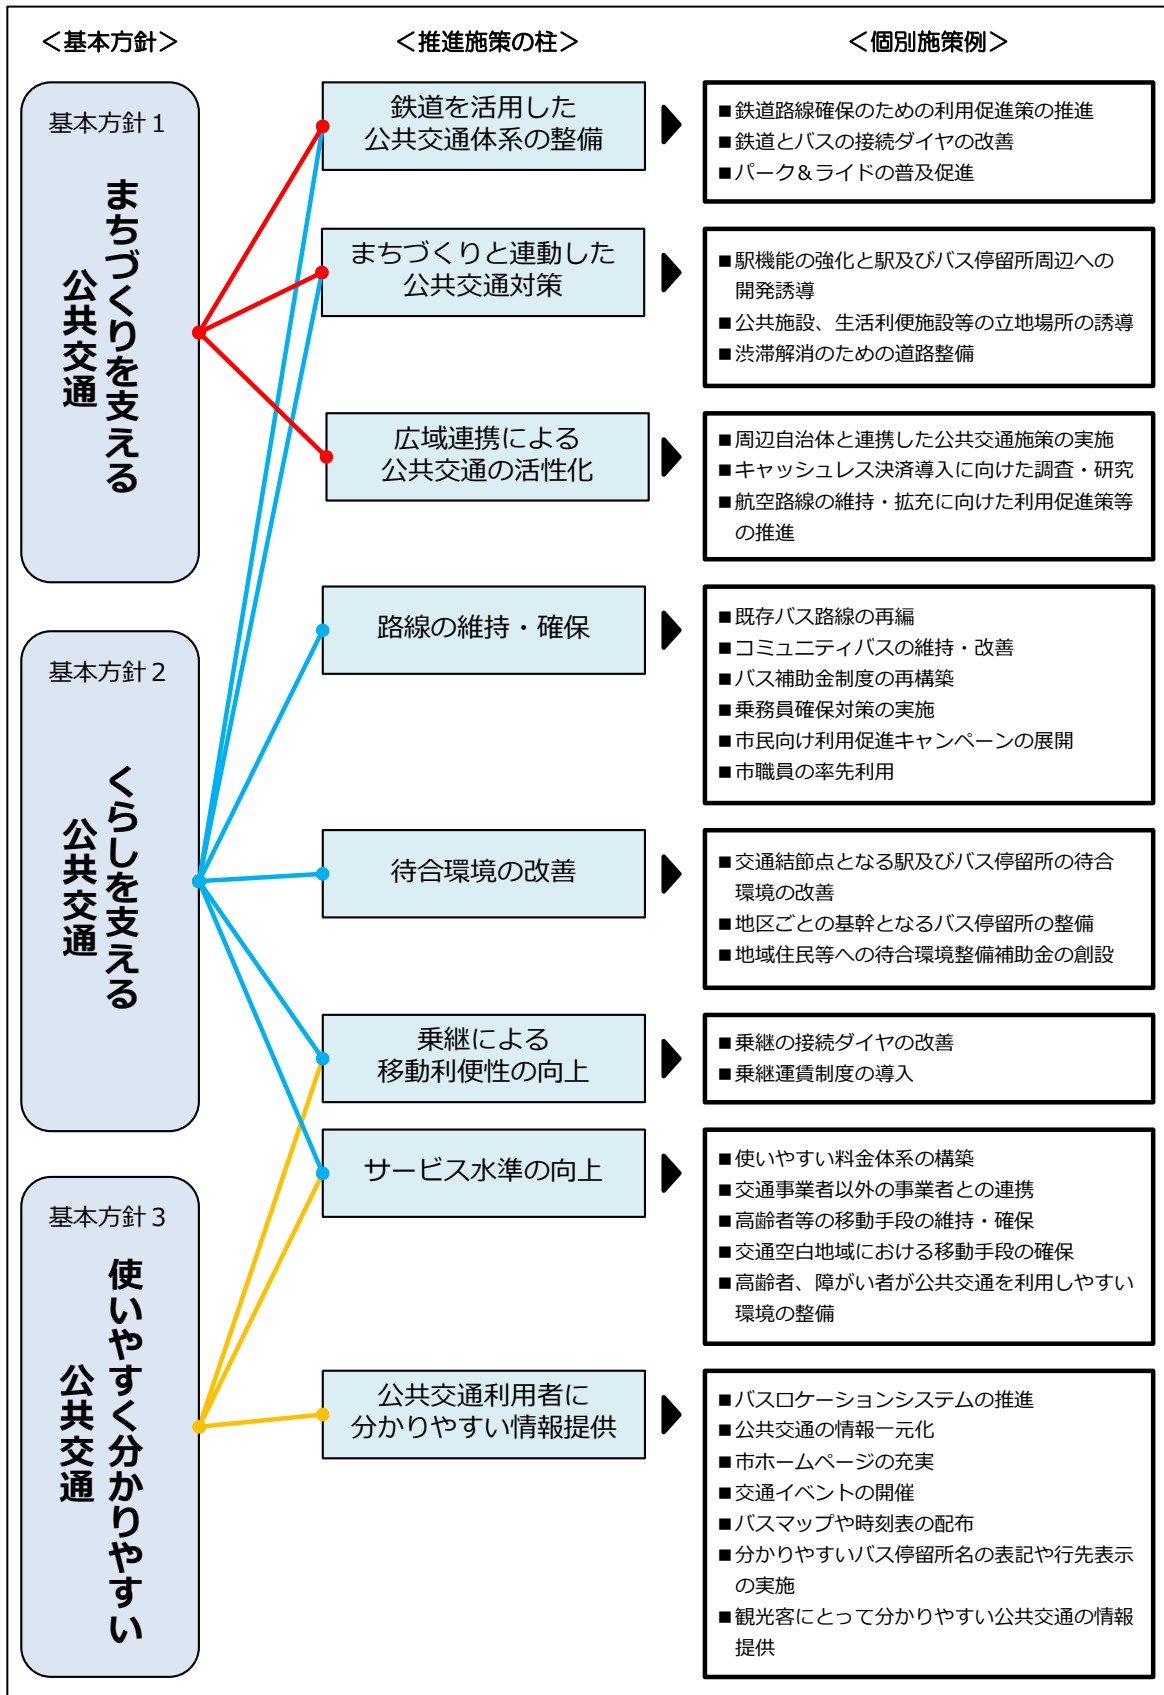 ＜基本方針＞
＜推進施策の柱＞
＜個別施策例＞
基本方針１
まちづくりを支える
公共交通
鉄道を活用した
公共交通体系の整備
■鉄道路線確保のための利用促進策の推進
■鉄道とバスの接続ダイヤの改善
■パーク＆ライドの普及促進
まちづくりと連動した
公共交通対策
■駅機能の強化と駅及びバス停留所周辺への
開発誘導
■公共施設、生活利便施設等の立地場所の誘導
■渋滞解消のための道路整備
広域連携による
公共交通の活性化
■周辺自治体と連携した公共交通施策の実施
■キャッシュレス決済導入に向けた調査・研究
■航空路線の維持・拡充に向けた利用促進策等
の推進
基本方針２
くらしを支える
公共交通
路線の維持・確保
■既存バス路線の再編
■コミュニティバスの維持・改善
■バス補助金制度の再構築
■乗務員確保対策の実施
■市民向け利用促進キャンペーンの展開
■市職員の率先利用
待合環境の改善
■交通結節点となる駅及びバス停留所の待合
環境の改善
■地区ごとの基幹となるバス停留所の整備
■地域住民等への待合環境整備補助金の創設
乗継による
移動利便性の向上
■乗継の接続ダイヤの改善
■乗継運賃制度の導入
サービス水準の向上
■使いやすい料金体系の構築
■交通事業者以外の事業者との連携
■高齢者等の移動手段の維持・確保
■交通空白地域における移動手段の確保
■高齢者、障がい者が公共交通を利用しやすい
環境の整備
基本方針３
使いやすく分かりやすい
公共交通
公共交通利用者に
分かりやすい情報提供
■バスロケーションシステムの推進
■公共交通の情報一元化
■市ホームページの充実
■交通イベントの開催
■バスマップや時刻表の配布
■分かりやすいバス停留所名の表記や行先表示
の実施
■観光客にとって分かりやすい公共交通の情報
提供